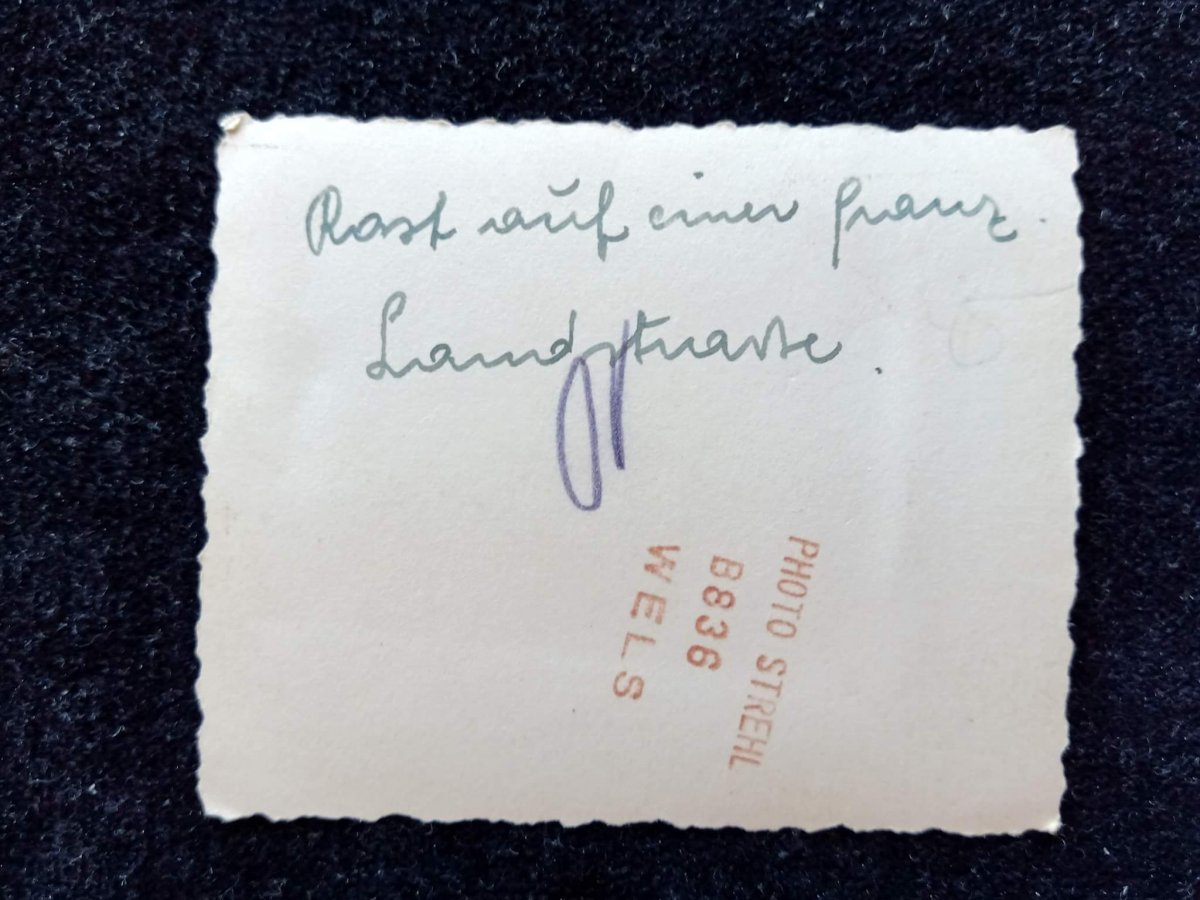 Rast auf einer franz.
Landstrasse.
PHOTO STREHL
B836
WELS